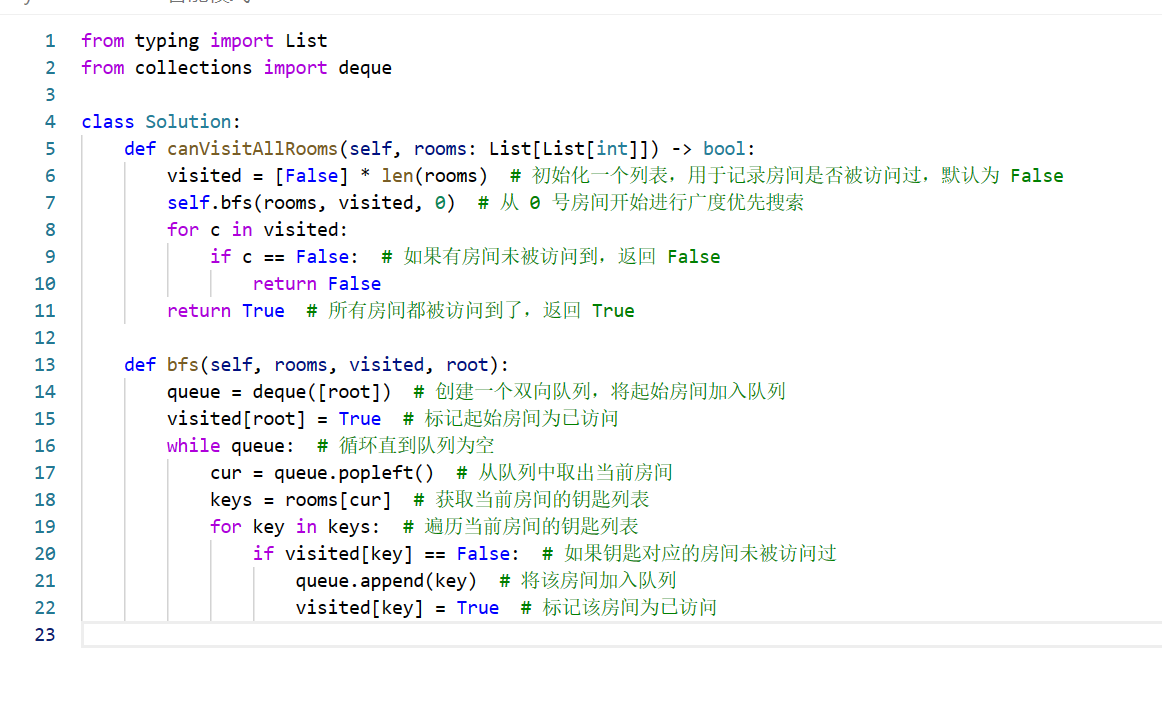 1 from typing import List
2 from collections import deque
3
4 class Solution:
5     def canVisitAllRooms(self, rooms: List[List[int]]) -> bool:
6         visited = [False] * len(rooms)  # 初始化一个列表，用于记录房间是否被访问过，默认为 False
7         self.bfs(rooms, visited, 0)  # 从 0 号房间开始进行广度优先搜索
8         for c in visited:
9             if c == False:  # 如果有房间未被访问到，返回 False
10                 return False
11         return True  # 所有房间都被访问到了，返回 True
12
13     def bfs(self, rooms, visited, root):
14         queue = deque([root])  # 创建一个双向队列，将起始房间加入队列
15         visited[root] = True  # 标记起始房间为已访问
16         while queue:  # 循环直到队列为空
17             cur = queue.popleft()  # 从队列中取出当前房间
18             keys = rooms[cur]  # 获取当前房间的钥匙列表
19             for key in keys:  # 遍历当前房间的钥匙列表
20                 if visited[key] == False:  # 如果钥匙对应的房间未被访问过
21                     queue.append(key)  # 将该房间加入队列
22                     visited[key] = True  # 标记该房间为已访问
23